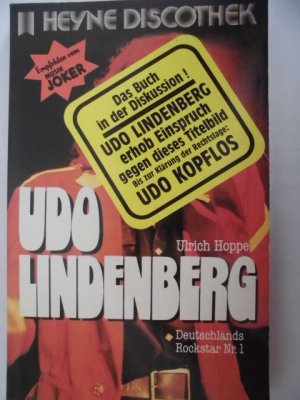 HEYNE DISCOTHEK
Empfohlen vom
MUSIK
JOKER
Das Buch
in der Diskussion!
UDO LINDENBERG
erhob Einspruch
gegen dieses Titelbild
Bis zur Klärung der Rechtslage:
UDO KOPFLOS
UDO
Ulrich Hoppe
LINDENBERG
Deutschlands
Rockstar Nr. 1